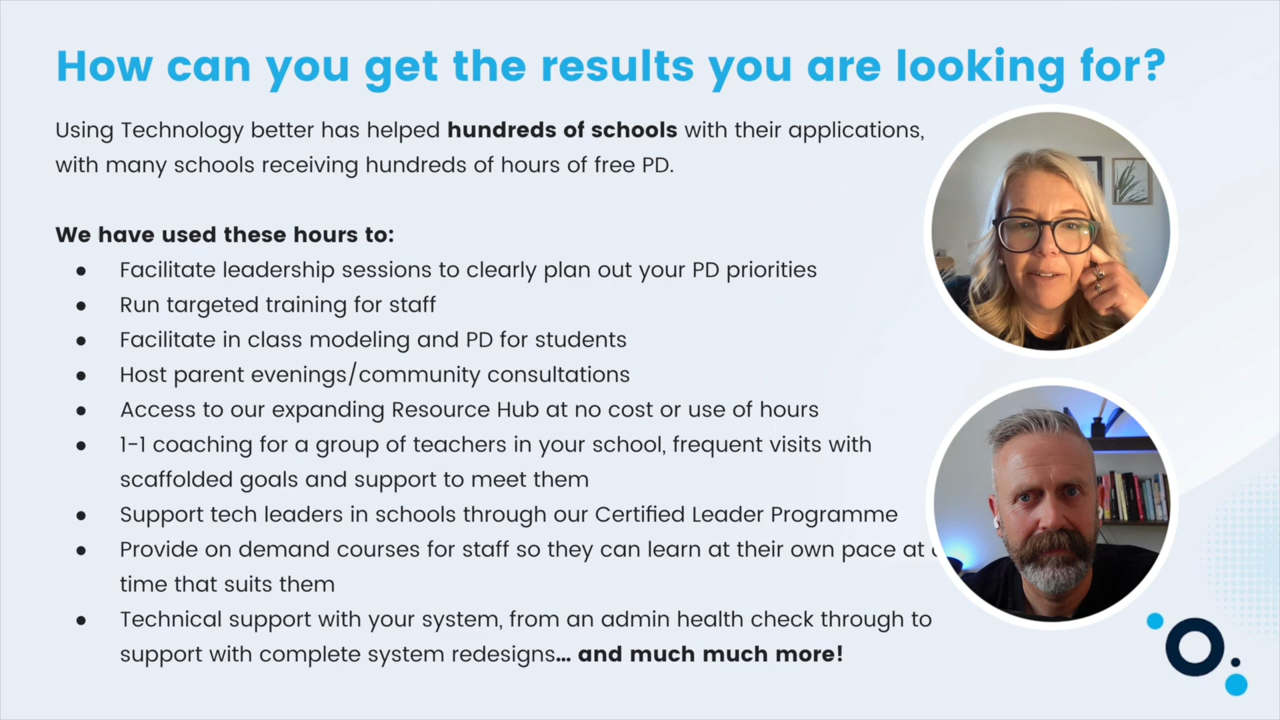 How can you get the results you are looking for?
Using Technology better has helped hundreds of schools with their applications,
with many schools receiving hundreds of hours of free PD.
We have used these hours to:
● Facilitate leadership sessions to clearly plan out your PD priorities
● Run targeted training for staff
● Facilitate in class modeling and PD for students
● Host parent evenings/community consultations
● Access to our expanding Resource Hub at no cost or use of hours
● 1-1 coaching for a group of teachers in your school, frequent visits with
scaffolded goals and support to meet them
● Support tech leaders in schools through our Certified Leader Programme
● Provide on demand courses for staff so they can learn at their own pace at
time that suits them
● Technical support with your system, from an admin health check through to
support with complete system redesigns... and much much more!